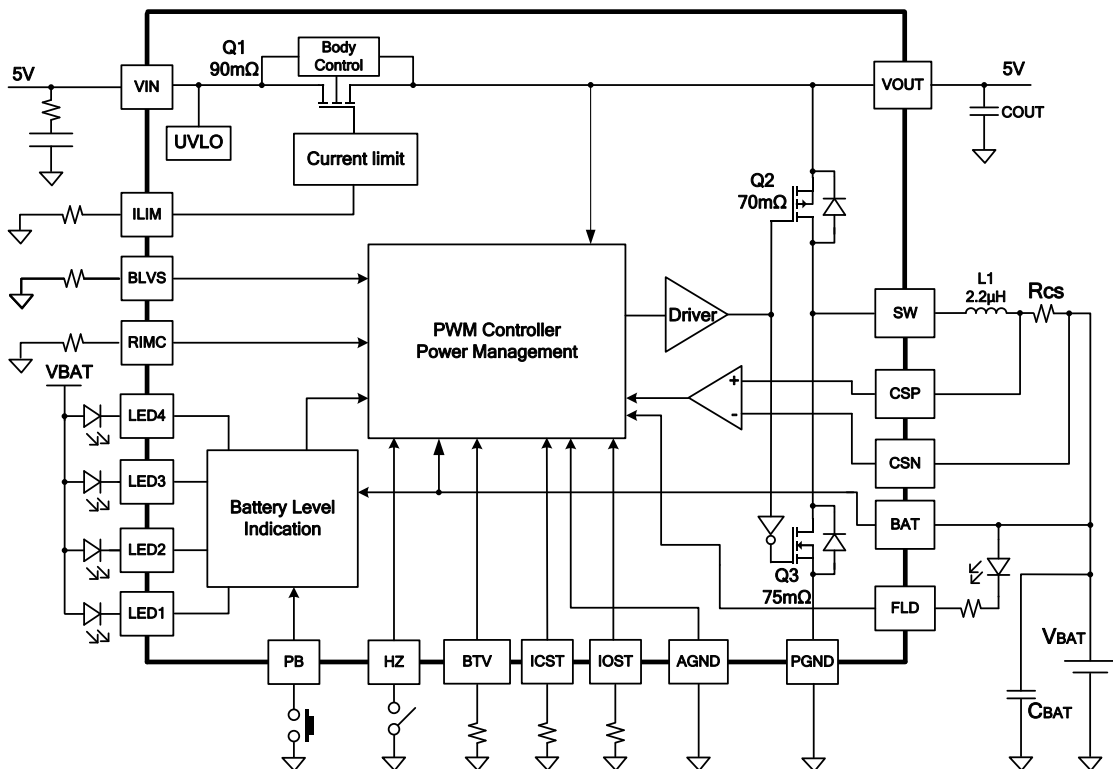 Q1
90mΩ
Body
Control
5V
VIN
VOUT
5V
COUT
UVLO
Current limit
Q2
70mΩ
ILIM
BLVS
L1
2.2µH
Rcs
PWM Controller
Power Management
Driver
SW
RIMC
VBAT
+
CSP
LED4
-
CSN
LED3
Battery Level
Indication
BAT
LED2
Q3
75mΩ
FLD
LED1
VBAT
PB
HZ
BTV
ICST
IOST
AGND
PGND
CBAT